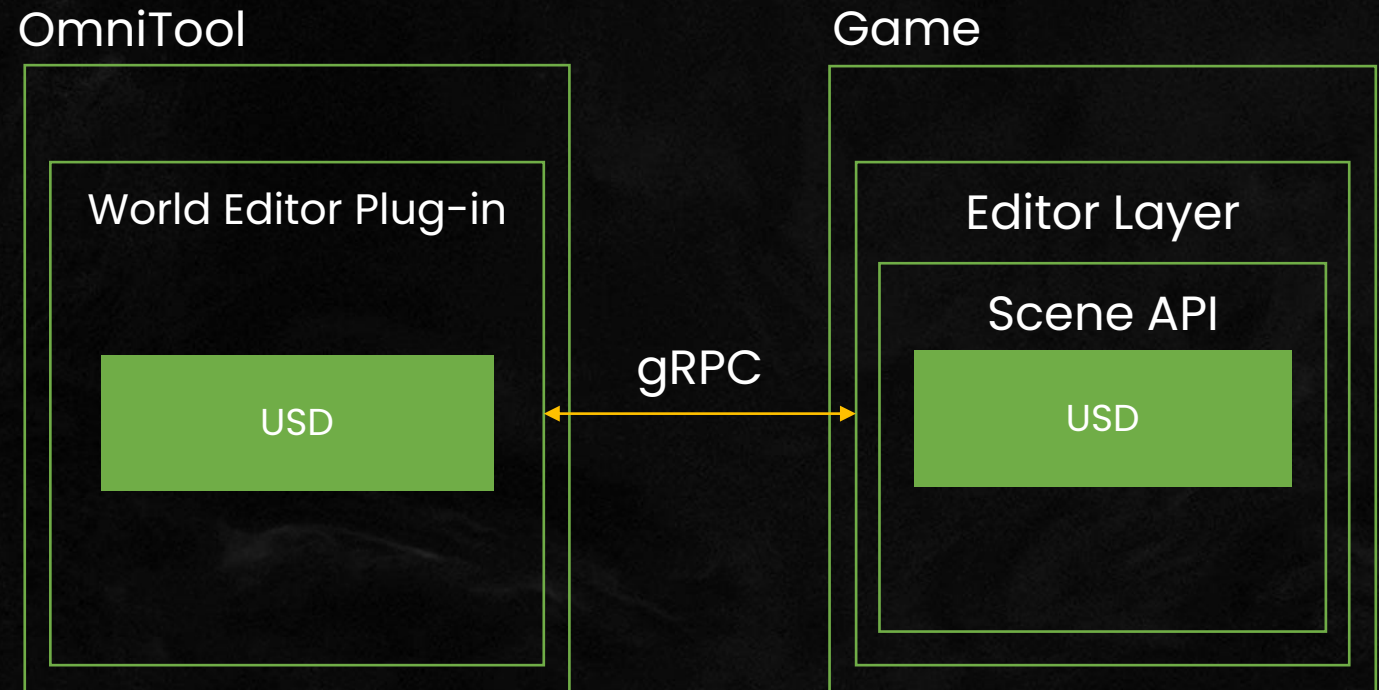 OmniTool
World Editor Plug-in
USD
gRPC
Game
Editor Layer
Scene API
USD